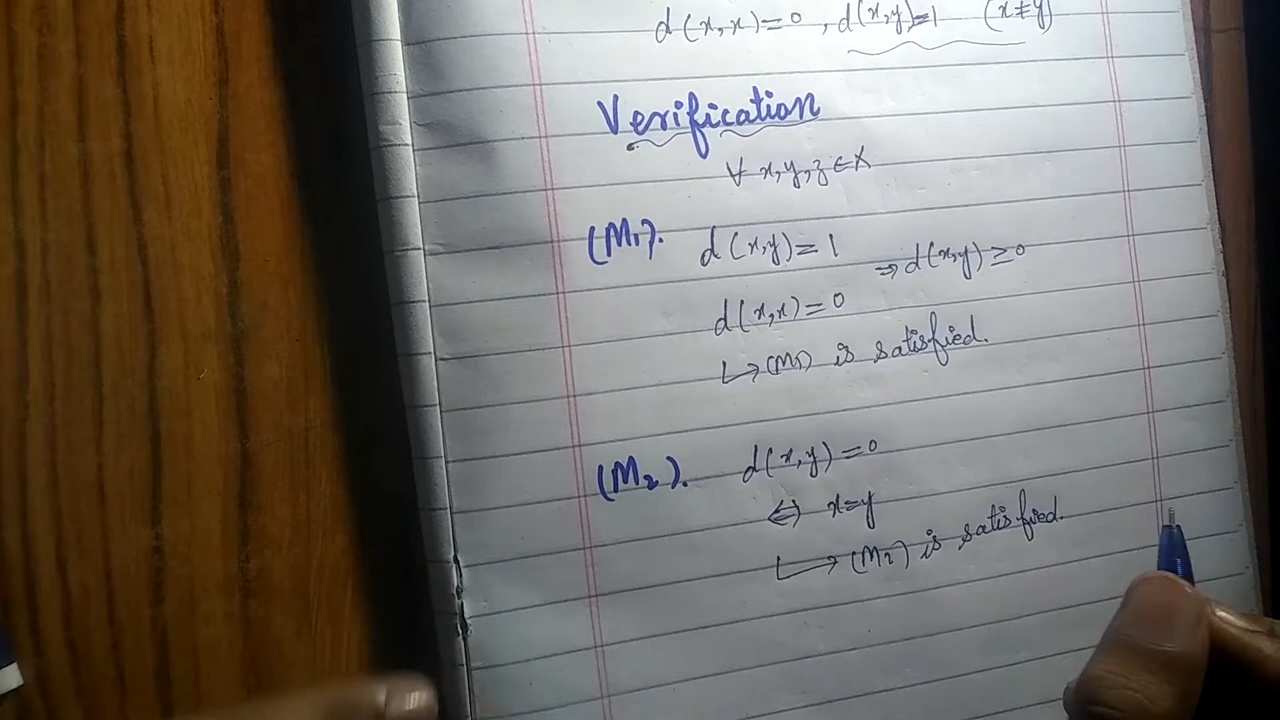 d(x,x)=0 , d(x,y)=1 (x≠y)
Verification
∀ x,y,z∈X
(M₁). d(x,y)=1 ⇒ d(x,y)≥0
d(x,x)=0
↳ (M₁) is satisfied.
(M₂). d(x,y)=0
⇔ x=y
↳ (M₂) is satisfied.